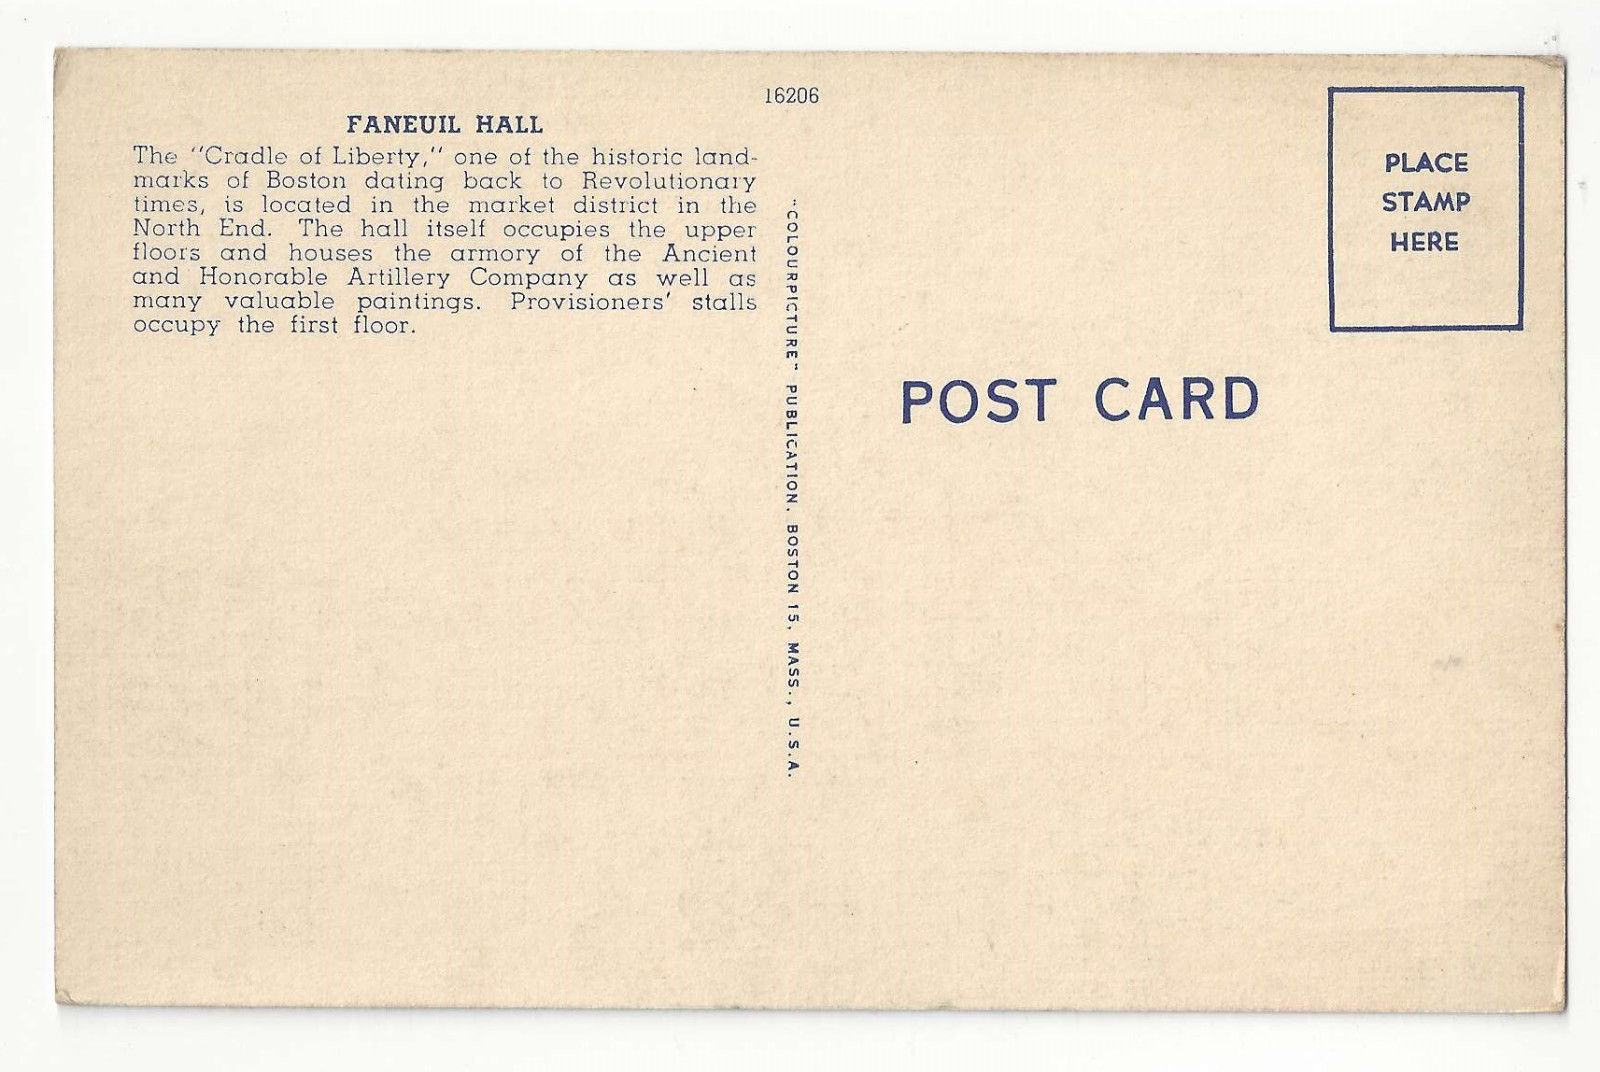 16206
FANEUIL HALL
The "Cradle of Liberty," one of the historic land-
marks of Boston dating back to Revolutionary
times, is located in the market district in the
North End. The hall itself occupies the upper
floors and houses the armory of the Ancient
and Honorable Artillery Company as well as
many valuable paintings. Provisioners' stalls
occupy the first floor.
"COLOURPICTURE" PUBLICATION, BOSTON 15, MASS., U.S.A.
PLACE
STAMP
HERE
POST CARD